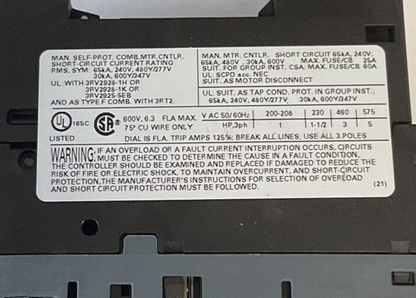 MAN. SELF-PROT. COMB.MTR.CNTLR.
SHORT-CIRCUIT CURRENT RATING
RMS, SYM: 65kA, 240V, 480Y/277V
30kA, 600Y/347V
UL:WITH 3RV2928-1H OR
3RV2928-1K OR
3RV2925-5EB
AND AS TYPE F COMB. WITH 3RT2.
MAN. MTR. CNTLR. SHORT CIRCUIT 65kA, 240V;
65kA, 480V , 30kA, 600V MAX. FUSE/CB 25A
SUIT. FOR GROUP INST. CSA, MAX. FUSE/CB 60A
UL: SCPD acc. NEC
SUIT. AS MOTOR DISCONNECT
UL SUIT. AS TAP COND. PROT. IN GROUP INST.,
65kA, 240V, 480Y/277V, 30kA, 600Y/347V
UL
16SC
LISTED
SA
600V, 6.3 FLA MAX.
75° CU WIRE ONLY
V AC 50/60Hz 200-208 230 460 575
HP,3ph 1 1-1/2 3 5
DIAL IS FLA. TRIP AMPS 125%: BREAK ALL LINES; USE ALL 3 POLES
WARNING: IF AN OVERLOAD OR A FAULT CURRENT INTERRUPTION OCCURS, CIRCUITS
MUST BE CHECKED TO DETERMINE THE CAUSE IN A FAULT CONDITION,
THE CONTROLLER SHOULD BE EXAMINED AND REPLACED IF DAMAGED TO AVOID THE
RISK OF FIRE OR ELECTRIC SHOCK. TO MAINTAIN OVERCURRENT, AND SHORT-CIRCUIT
PROTECTION,THE MANUFACTURER'S INSTRUCTIONS FOR SELECTION OF OVERLOAD
AND SHORT-CIRCUIT PROTECTION MUST BE FOLLOWED.
(21)